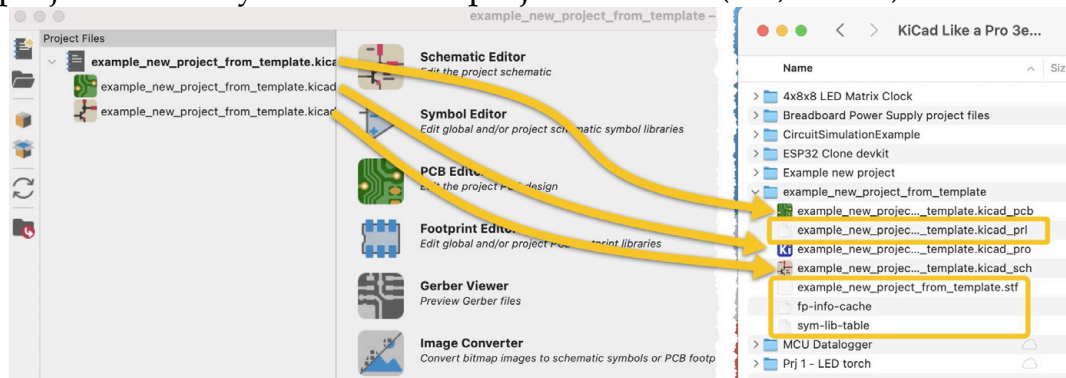 example_new_project_from_template –
Project Files
example_new_project_from_template.kica
example_new_project_from_template.kicad
example_new_project_from_template.kicad
Schematic Editor
Edit the project schematic
Symbol Editor
Edit global and/or project schematic symbol libraries
PCB Editor
Edit the project PCB design
Footprint Editor
Edit global and/or project PCB footprint libraries
Gerber Viewer
Preview Gerber files
Image Converter
Convert bitmap images to schematic symbols or PCB footp
KiCad Like a Pro 3e...
Name
Siz
4x8x8 LED Matrix Clock
Breadboard Power Supply project files
CircuitSimulationExample
ESP32 Clone devkit
Example new project
example_new_project_from_template
example_new_projec..._template.kicad_pcb
example_new_projec..._template.kicad_prl
example_new_projec..._template.kicad_pro
example_new_projec..._template.kicad_sch
example_new_project_from_template.stf
fp-info-cache
sym-lib-table
MCU Datalogger
Prj 1 - LED torch